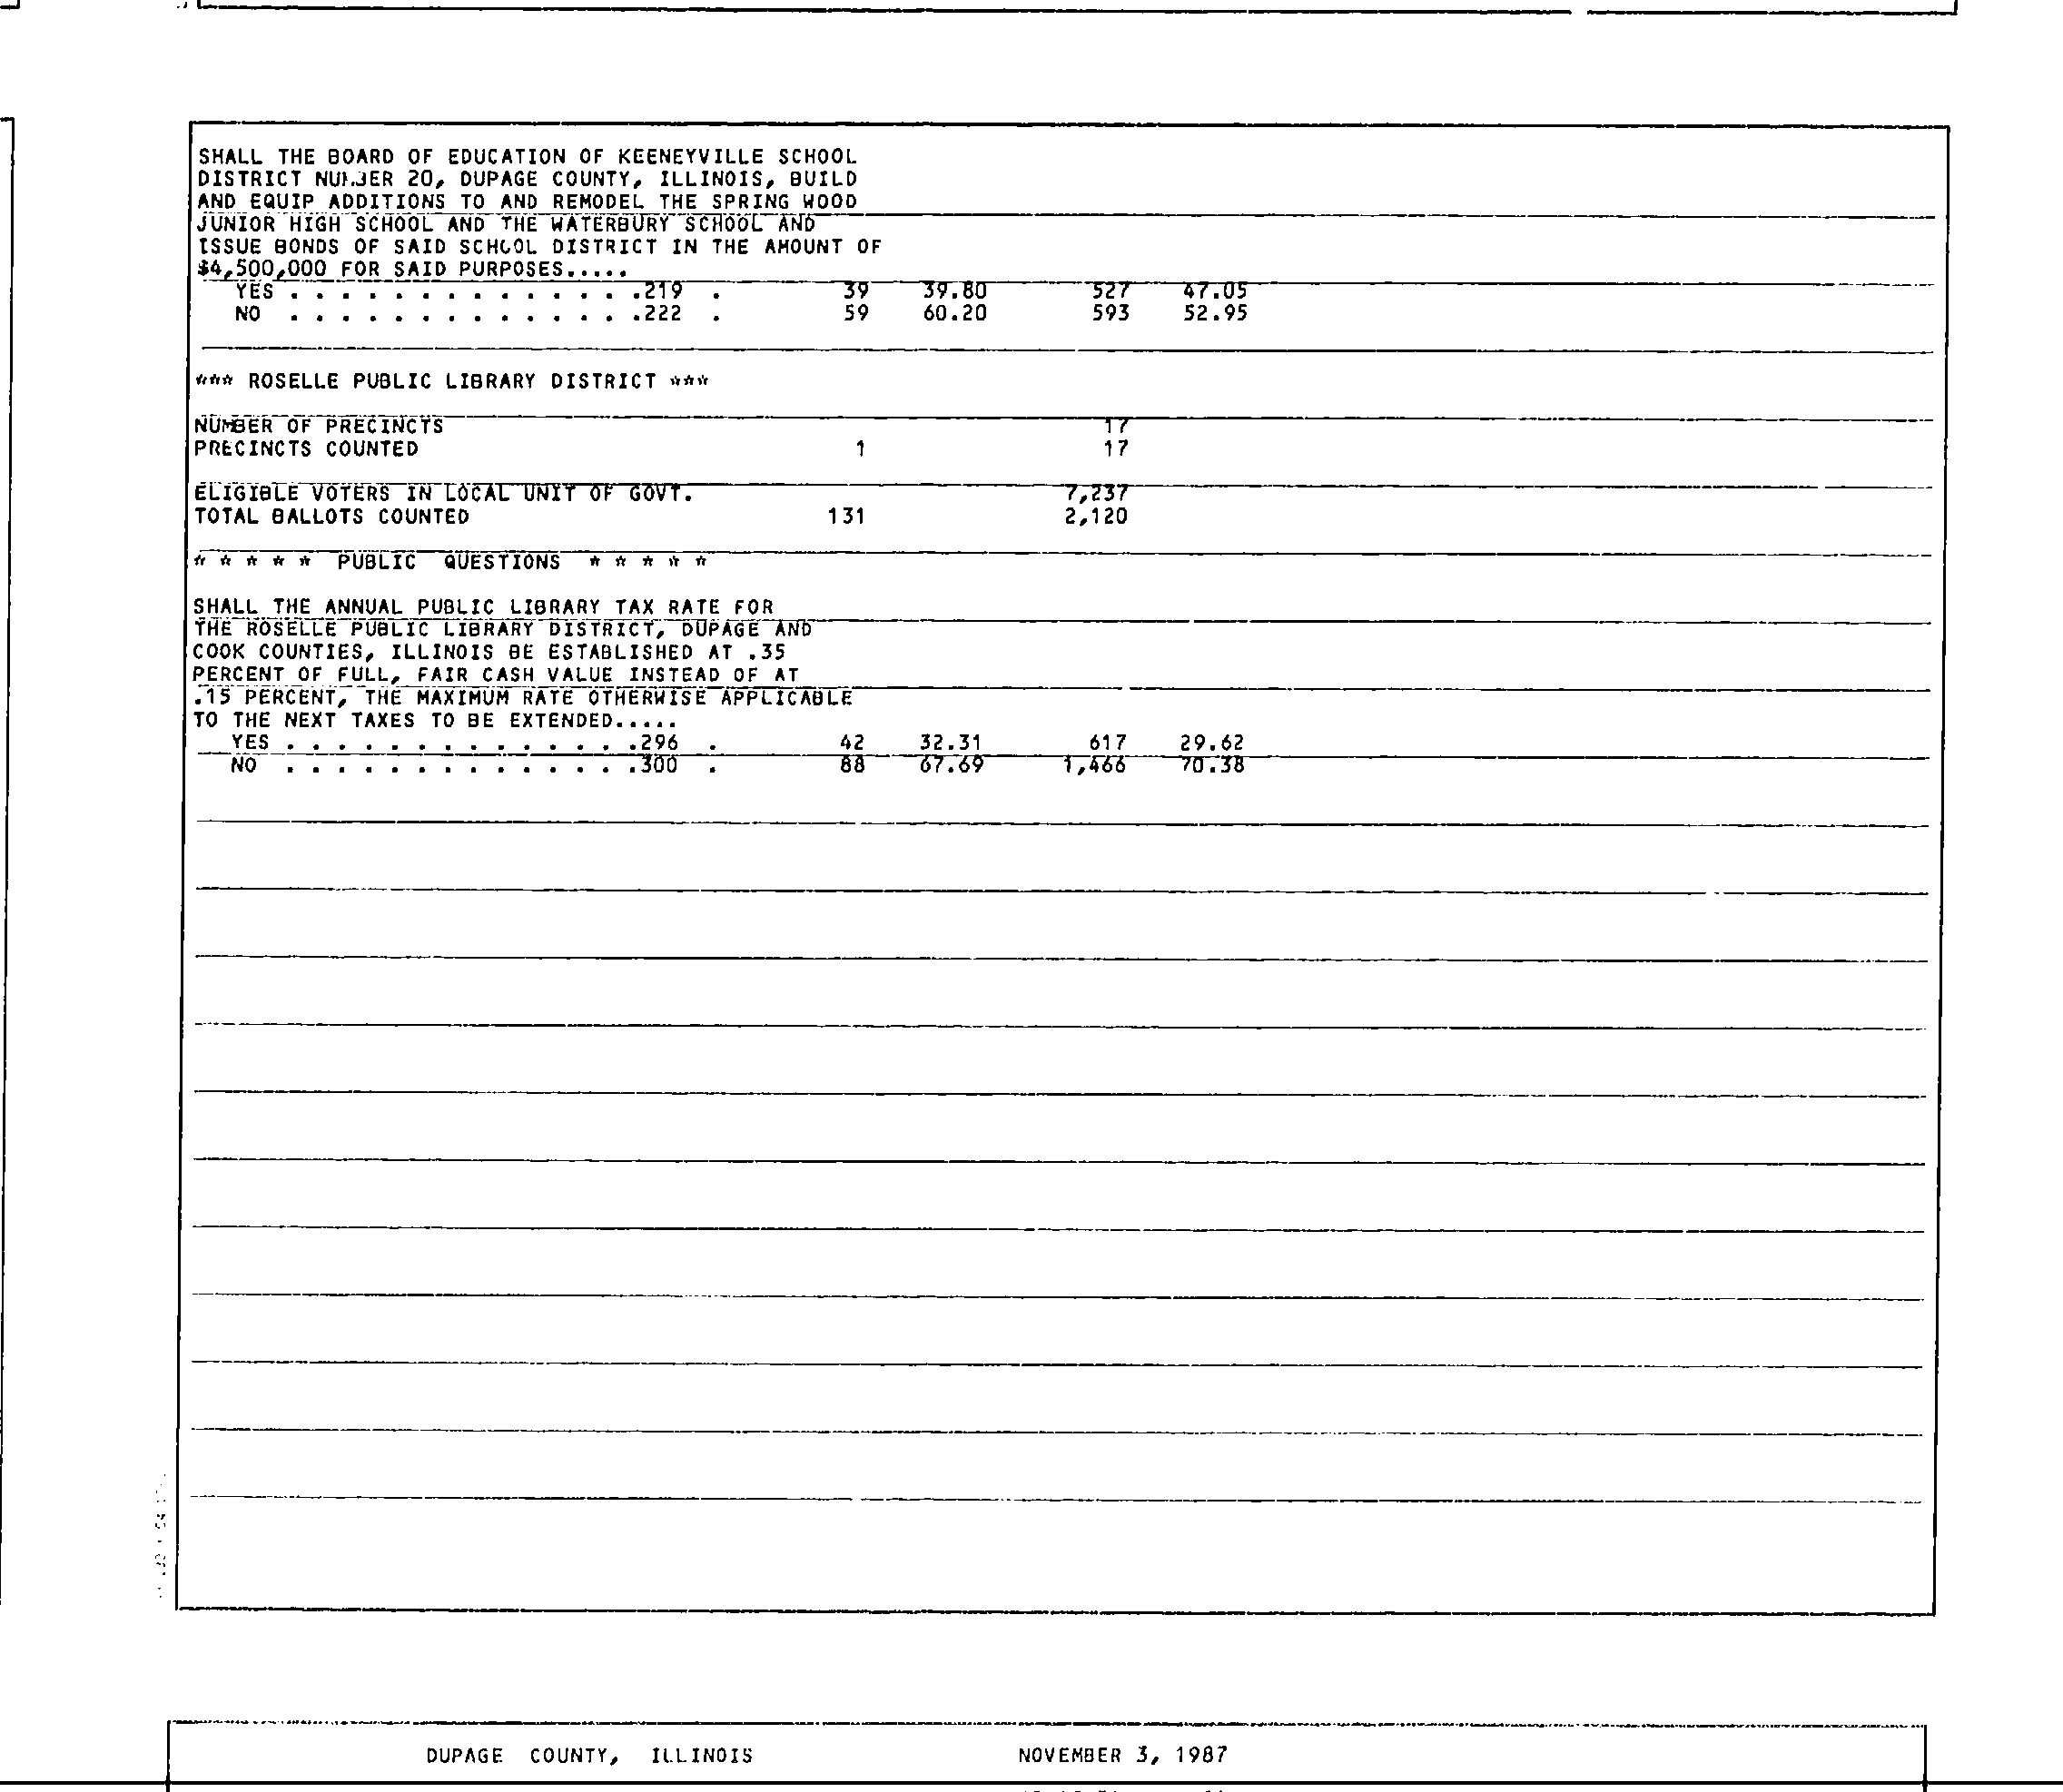 SHALL THE BOARD OF EDUCATION OF KEENEYVILLE SCHOOL
DISTRICT 20, DUPAGE COUNTY, ILLINOIS, BUILD
AND EQUIP ADDITIONS TO AND REMODEL THE SPRING WOOD
JUNIOR HIGH SCHOOL AND THE WATERBURY SCHOOL AND
ISSUE BONDS OF SAID SCHOOL DISTRICT IN THE AMOUNT OF
$4,500,000 FOR SAID PURPOSES.....
YES . . . . . . . . . . . . . .219 . 39 39.80 527 47.05
NO . . . . . . . . . . . . . .222 . 59 60.20 593 52.95
*** ROSELLE PUBLIC LIBRARY DISTRICT ***
NUMBER OF PRECINCTS 17
PRECINCTS COUNTED 1 17
ELIGIBLE VOTERS IN LOCAL UNIT OF GOVT. 7,237
TOTAL BALLOTS COUNTED 131 2,120
* * * * * PUBLIC QUESTIONS * * * * *
SHALL THE ANNUAL PUBLIC LIBRARY TAX RATE FOR
THE ROSELLE PUBLIC LIBRARY DISTRICT, DUPAGE AND
COOK COUNTIES, ILLINOIS BE ESTABLISHED AT .35
PERCENT OF FULL, FAIR CASH VALUE INSTEAD OF AT
.15 PERCENT, THE MAXIMUM RATE OTHERWISE APPLICABLE
TO THE NEXT TAXES TO BE EXTENDED.....
YES . . . . . . . . . . . . . .296 . 42 32.31 617 29.62
NO . . . . . . . . . . . . . .300 . 88 67.69 1,466 70.38
DUPAGE COUNTY, ILLINOIS NOVEMBER 3, 1987